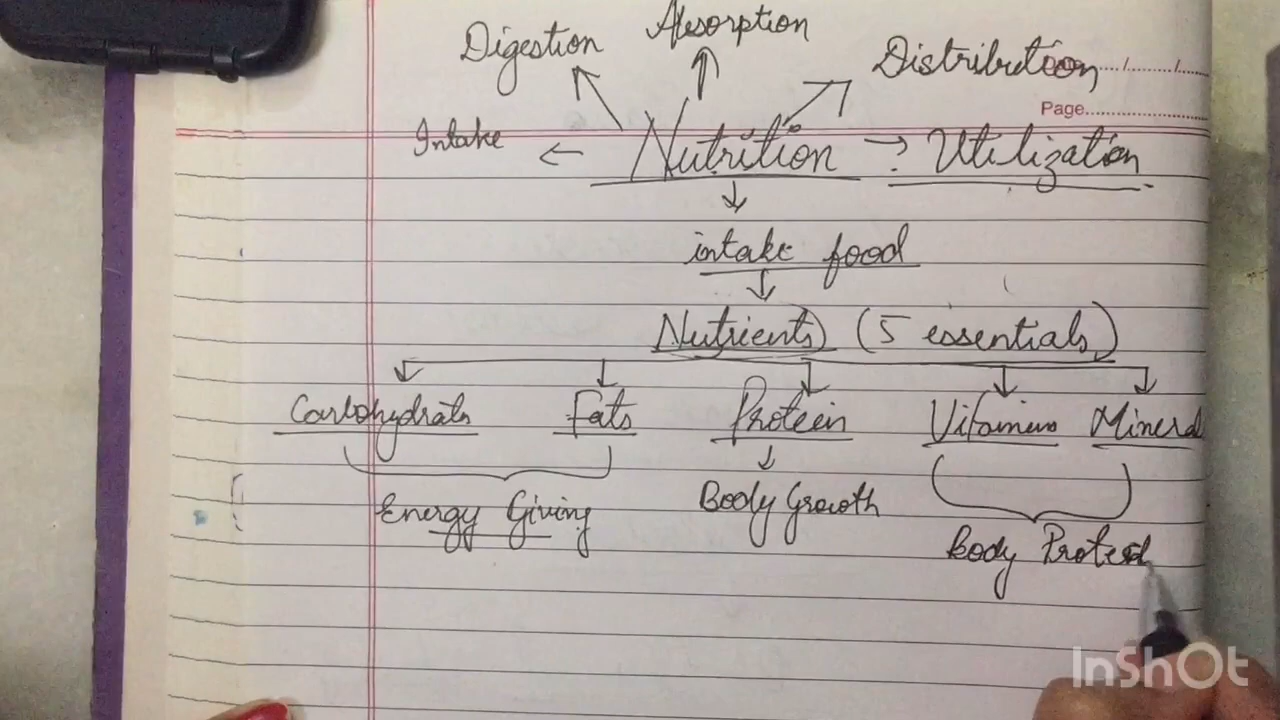 Digestion Absorption Distribution
Page
Intake ← Nutrition → Utilization
intake food
Nutrients (5 essentials)
Carbohydrats Fats Protein Vitamins Mineral
Energy Giving Body Growth
body Protect
InShOt